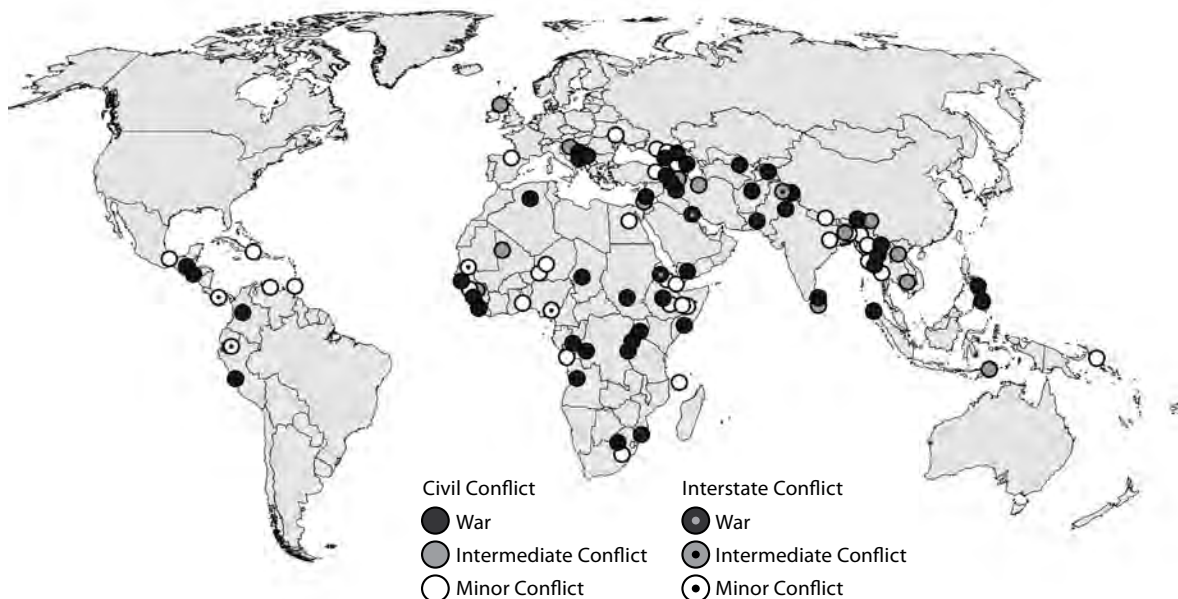 Civil Conflict
War
Intermediate Conflict
Minor Conflict
Interstate Conflict
War
Intermediate Conflict
Minor Conflict